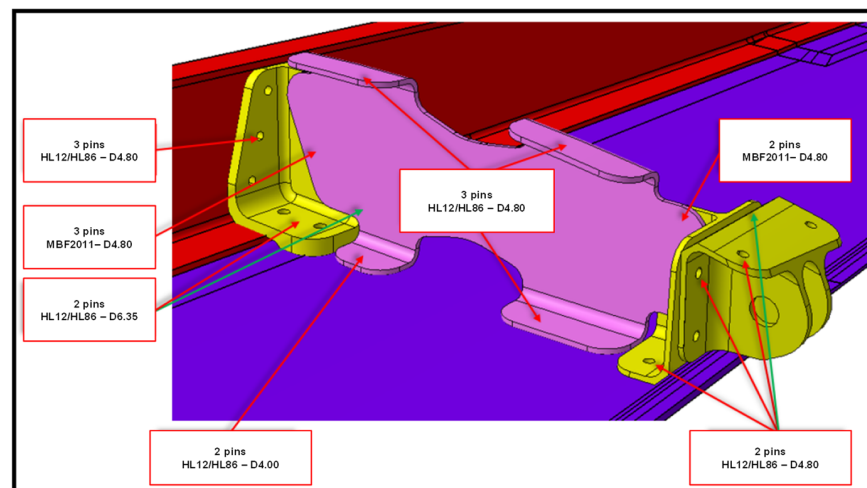 3 pins
HL12/HL86 – D4.80
3 pins
MBF2011– D4.80
2 pins
HL12/HL86 – D6.35
2 pins
HL12/HL86 – D4.00
3 pins
HL12/HL86 – D4.80
2 pins
MBF2011– D4.80
2 pins
HL12/HL86 – D4.80